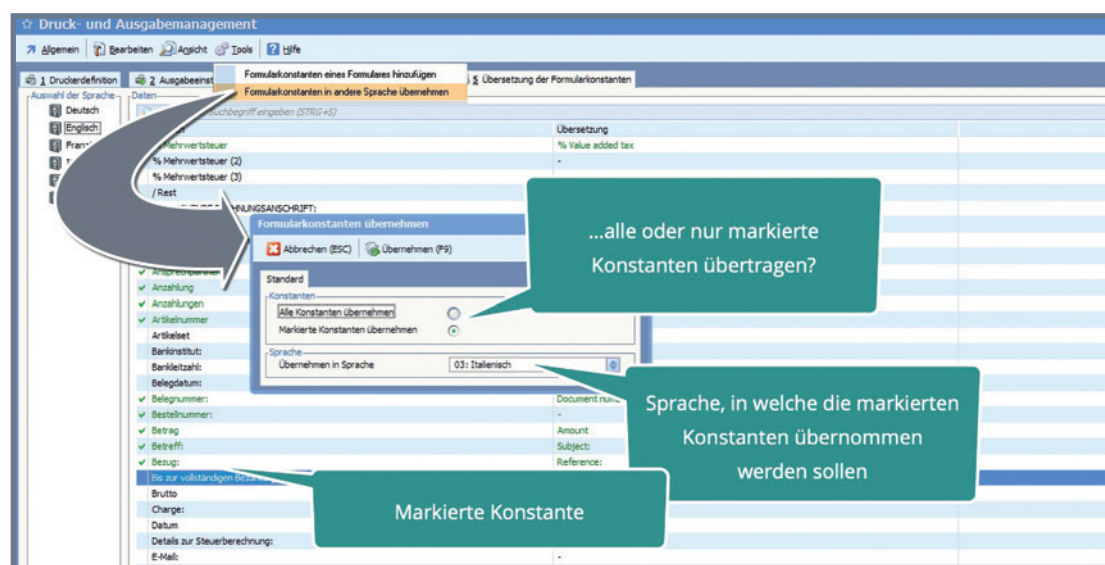 Druck- und Ausgabemanagement
Allgemein Bearbeiten Ansicht Tools Hilfe
Formularkonstanten eines Formulares hinzufügen
Formularkonstanten in andere Sprache übernehmen
1 Druckerdefinition 2 5 Übersetzung der Formularkonstanten
Auswahl der Sprache Daten
Deutsch eingeben (STRG+S)
Englisch Übersetzung
Mehrwertsteuer % Value added tax
% Mehrwertsteuer (2) -
% Mehrwertsteuer (3)
/Rest
Formularkonstanten übernehmen
Abbrechen (ESC) Übernehmen (F9)
Standard
Konstanten
Alle Konstanten übernehmen
Markierte Konstanten übernehmen
Sprache
Übernehmen in Sprache 03: Italienisch
...alle oder nur markierte
Konstanten übertragen?
Anzahlung
Anzahlungen
Artikelnummer
Artikelset
Bankinstitut:
Bankleitzahl:
Belegdatum:
Belegnummer: Document
Bestellnummer: -
Betrag Amount
Betreff: Subject:
Bezug: Reference:
Bis zur vollständigen
Brutto
Charge:
Datum
Details zur Steuerberechnung:
E-Mail: -
Sprache, in welche die markierten
Konstanten übernommen
werden sollen
Markierte Konstante